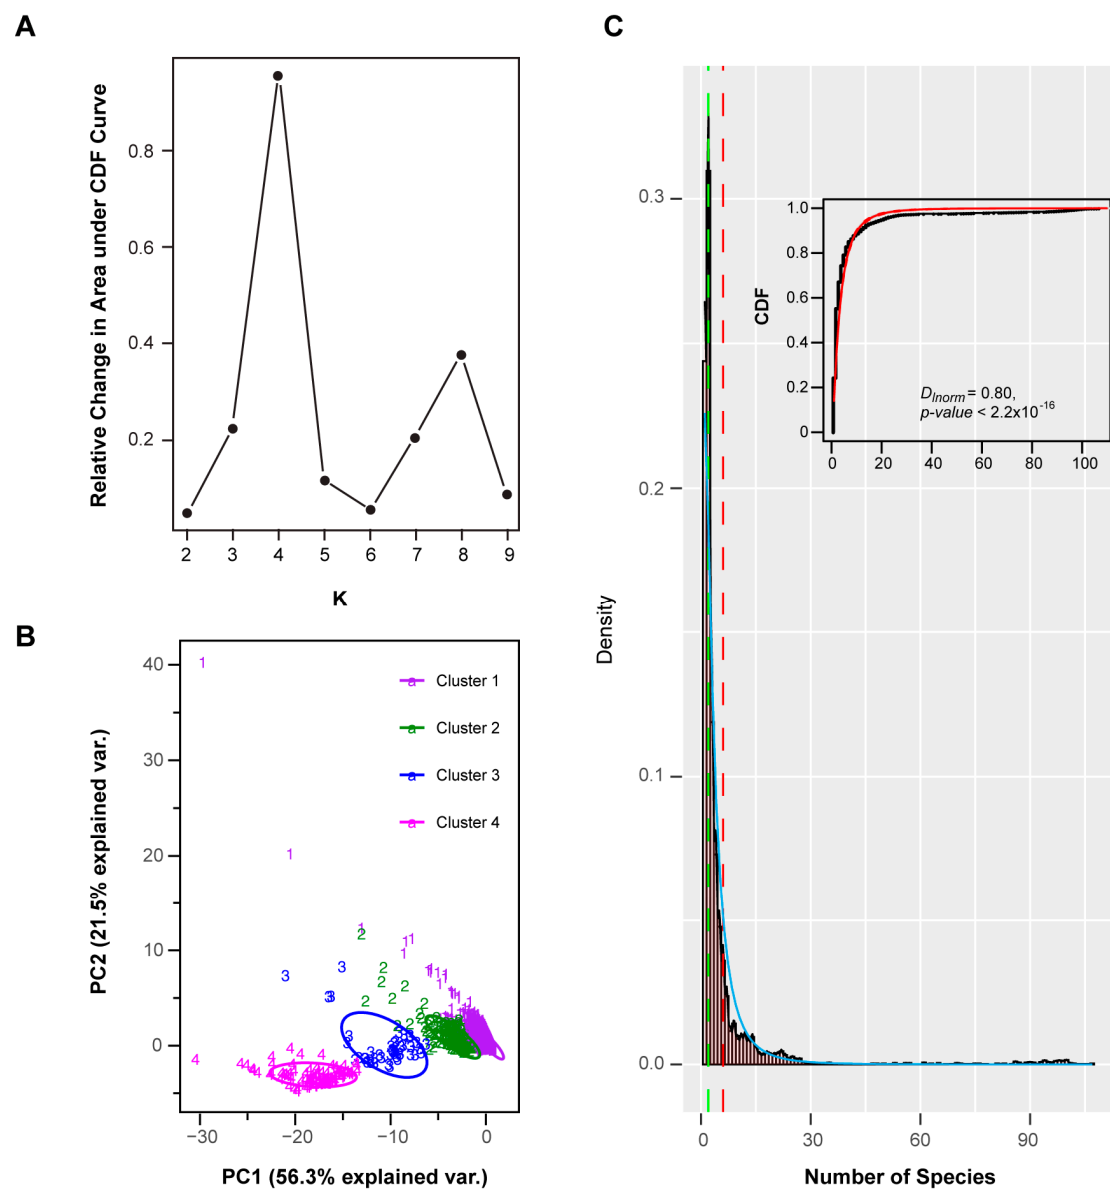 A
Relative Change in Area under CDF Curve
0.8
0.6
0.4
0.2
2 3 4 5 6 7 8 9
K
B
PC2 (21.5% explained var.)
40
30
20
10
0
−30 −20 −10 0
PC1 (56.3% explained var.)
a Cluster 1
a Cluster 2
a Cluster 3
a Cluster 4
C
Density
0.3
0.2
0.1
0.0
0 30 60 90
Number of Species
CDF
1.0
0.8
0.6
0.4
0.2
0
0 20 40 60 80 100
Dlnorm = 0.80,
p-value < 2.2x10-16